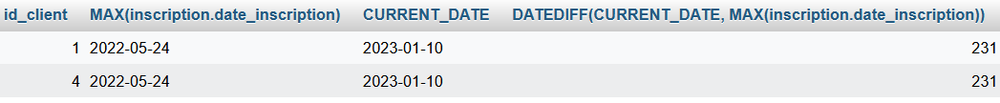 id_client MAX(inscription.date_inscription) CURRENT_DATE DATEDIFF(CURRENT_DATE, MAX(inscription.date_inscription))
1 2022-05-24 2023-01-10 231
4 2022-05-24 2023-01-10 231